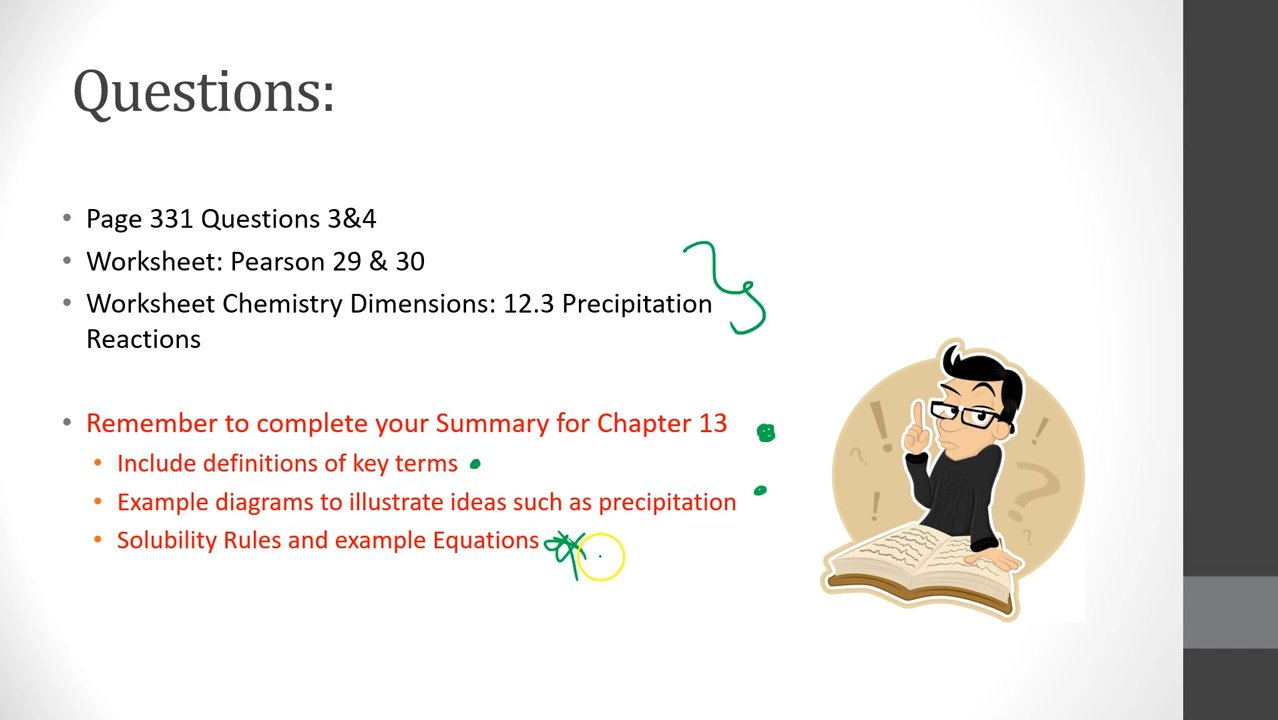 Questions:
• Page 331 Questions 3&4
• Worksheet: Pearson 29 & 30
• Worksheet Chemistry Dimensions: 12.3 Precipitation
Reactions
• Remember to complete your Summary for Chapter 13
• Include definitions of key terms
• Example diagrams to illustrate ideas such as precipitation
• Solubility Rules and example Equations